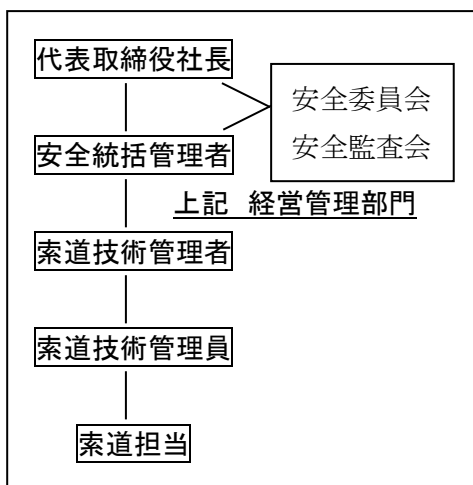 代表取締役社長
安全委員会
安全監査会
安全統括管理者
上記　経営管理部門
索道技術管理者
索道技術管理員
索道担当